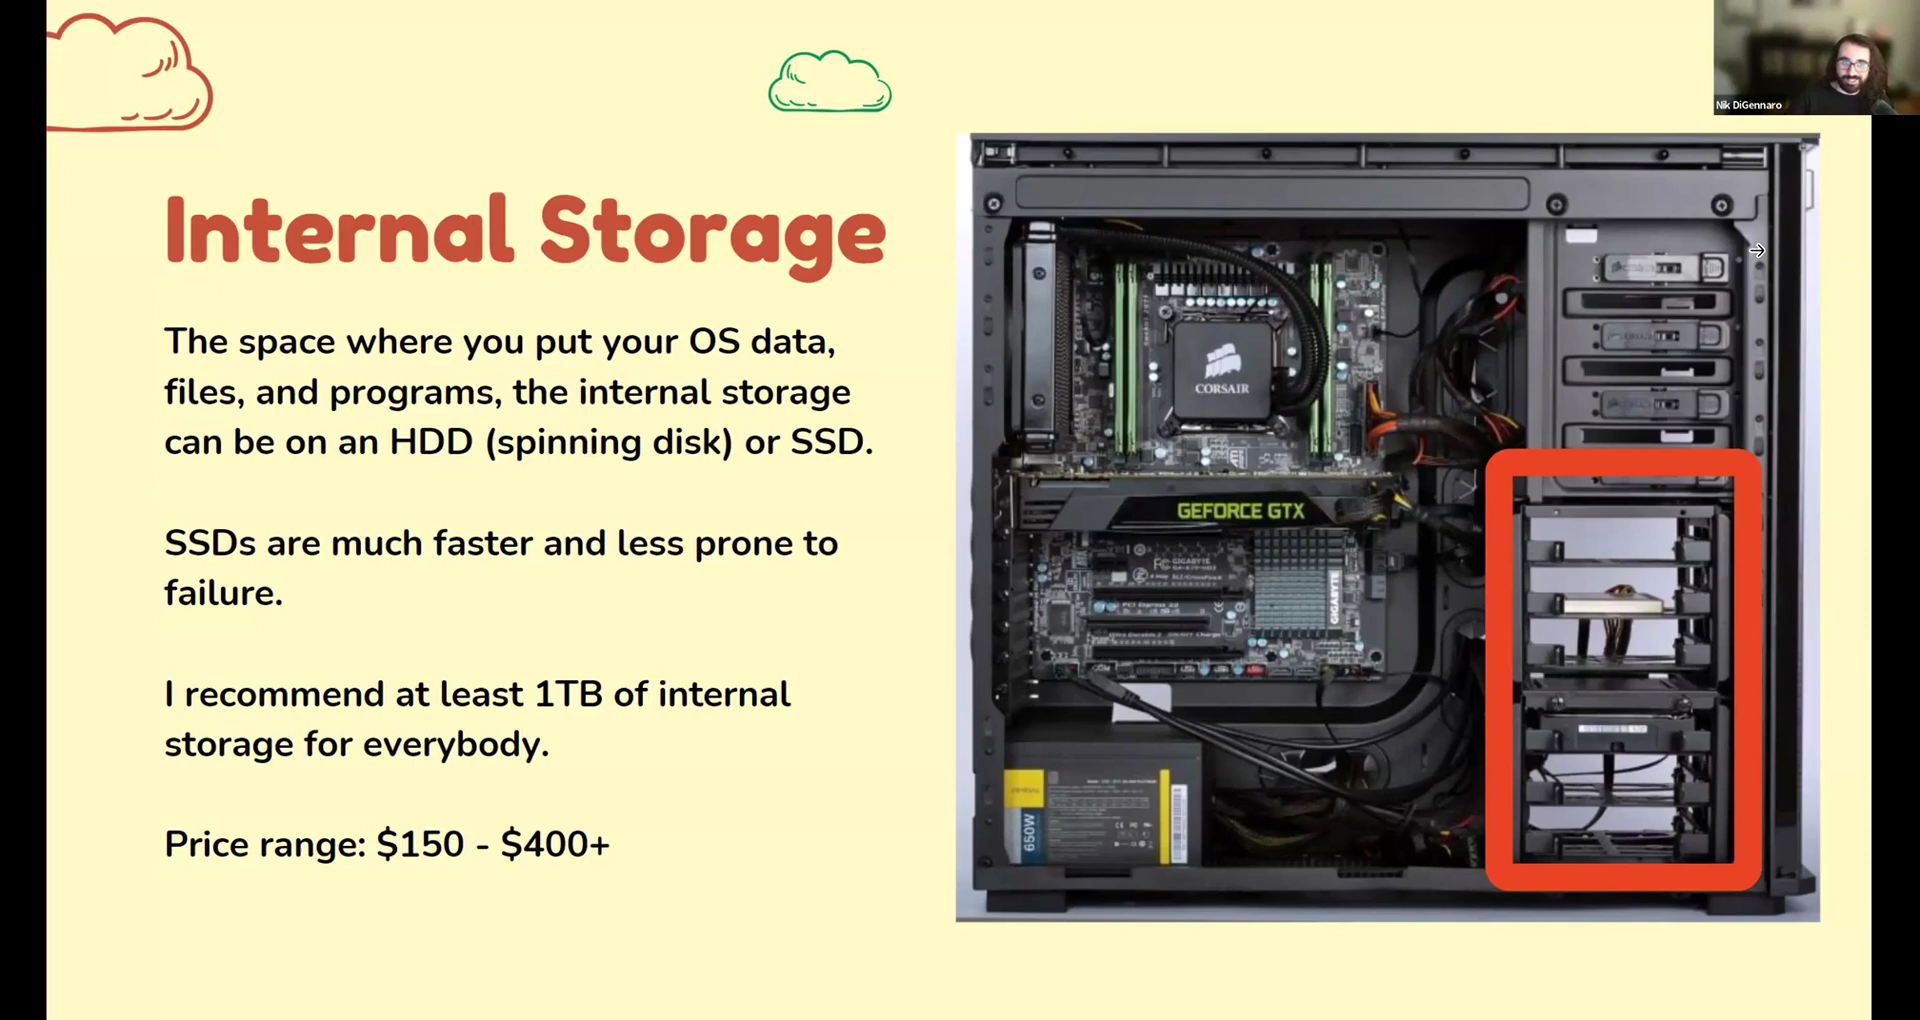 Nik DiGennaro
Internal Storage
The space where you put your OS data,
files, and programs, the internal storage
can be on an HDD (spinning disk) or SSD.
SSDs are much faster and less prone to
failure.
I recommend at least 1TB of internal
storage for everybody.
Price range: $150 - $400+
CORSAIR
GEFORCE GTX
GIGABYTE
GIGABYTE
650W